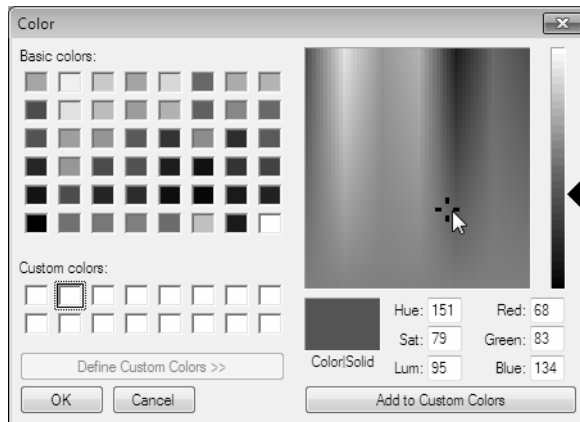 Color
Basic colors:
Custom colors:
Define Custom Colors >>
OK Cancel
Color|Solid
Hue: 151 Red: 68
Sat: 79 Green: 83
Lum: 95 Blue: 134
Add to Custom Colors